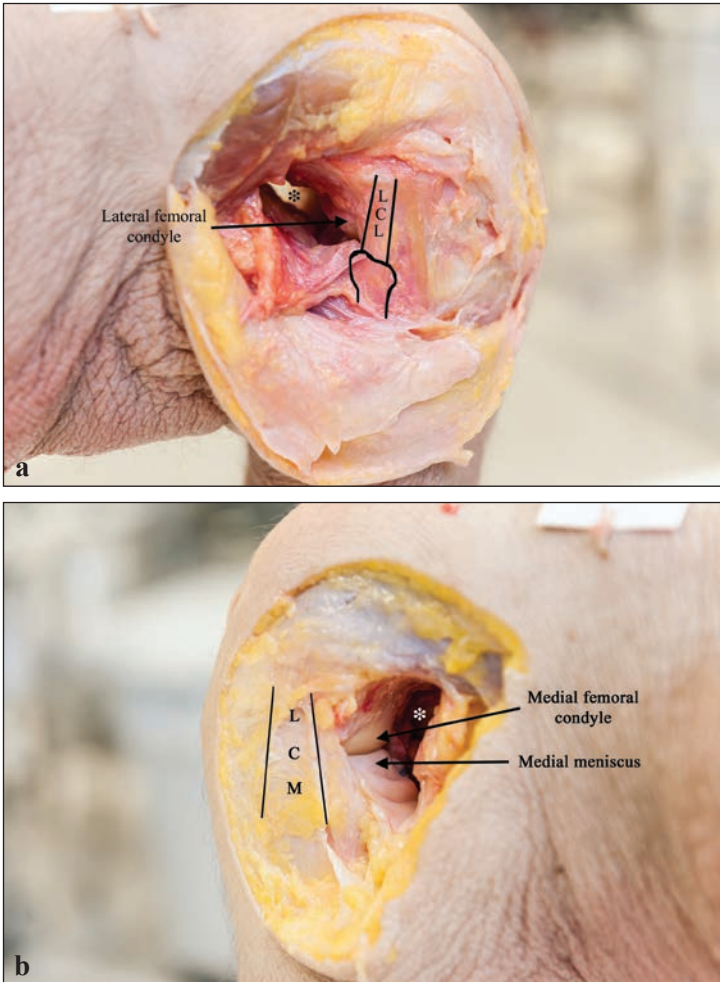 Lateral femoral
condyle
*
L
C
L
a
Medial femoral
condyle
*
Medial meniscus
L
C
M
b